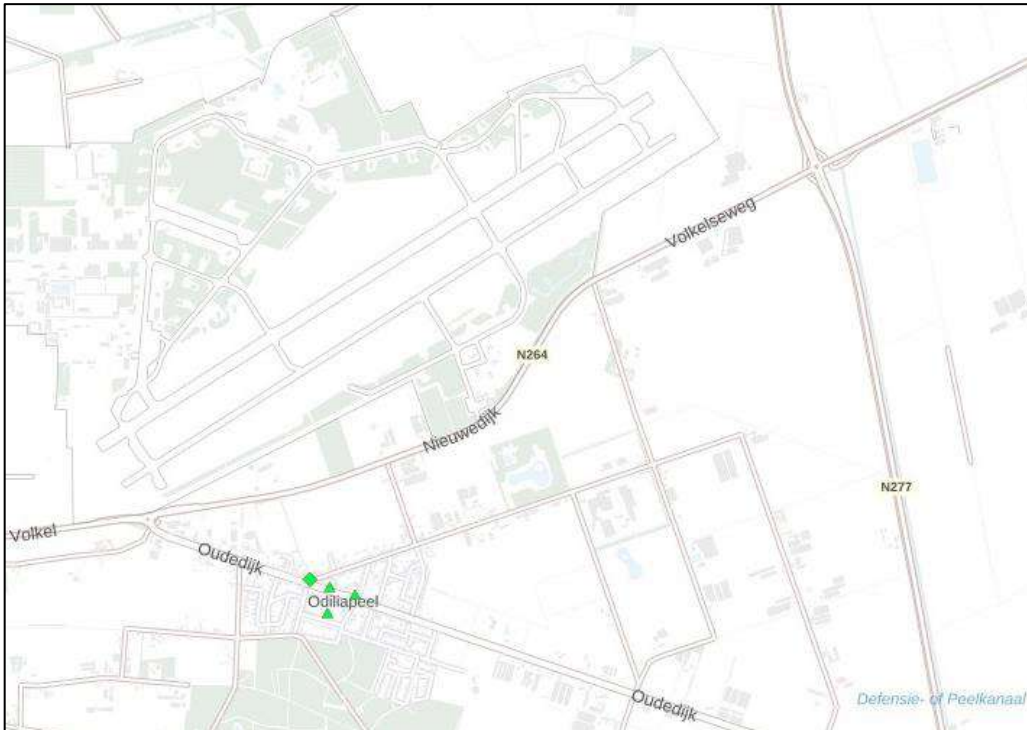 Volkelseweg
N264
Nieuwedijk
N277
Volkel
Oudedijk
Odiliapeel
Oudedijk
Defensie- of Peelkanaal